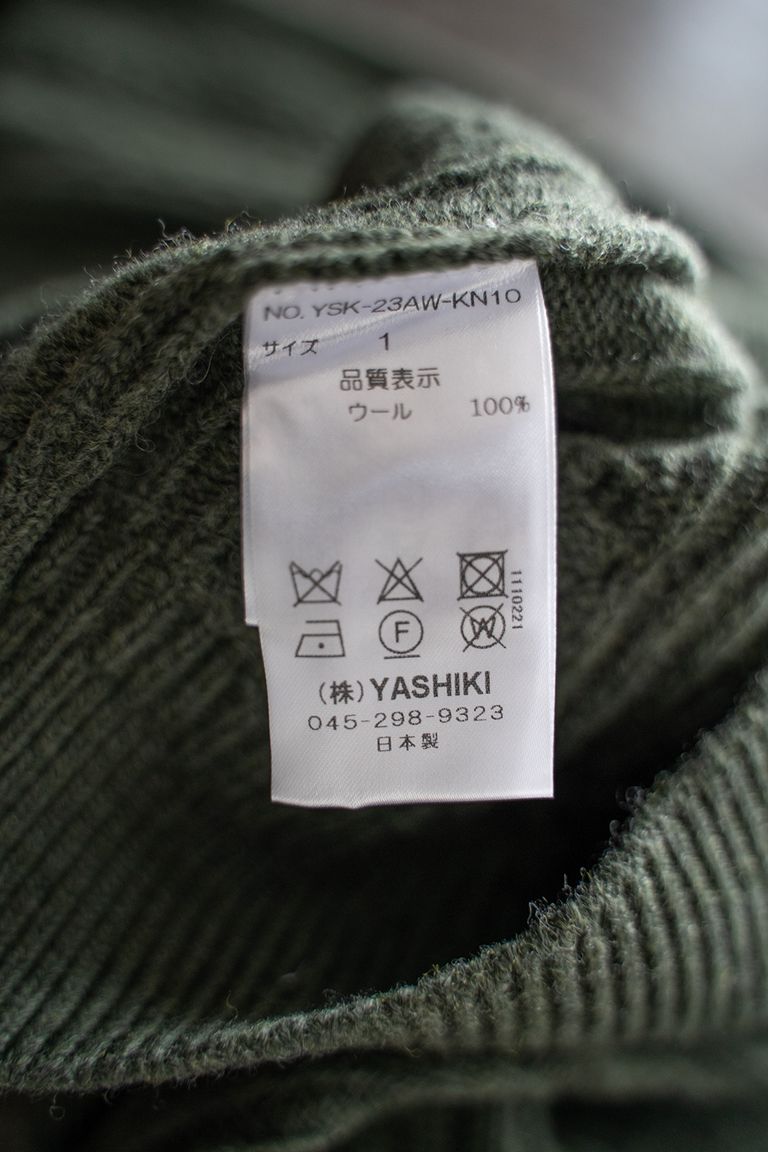 NO. YSK-23AW-KN10
サイズ 1
品質表示
ウール 100%
1110221
F
W
(株)YASHIKI
045-298-9323
日本製